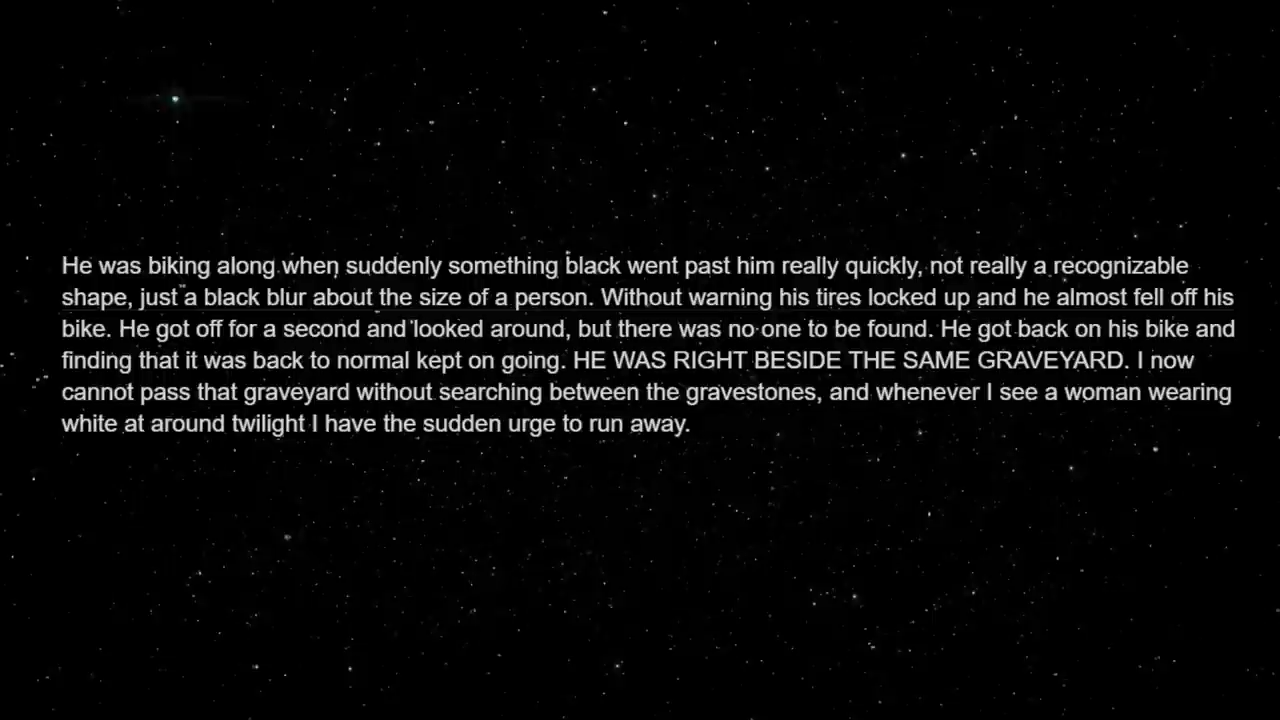 He was biking along when suddenly something black went past him really quickly, not really a recognizable
shape, just a black blur about the size of a person. Without warning his tires locked up and he almost fell off his
bike. He got off for a second and looked around, but there was no one to be found. He got back on his bike and
finding that it was back to normal kept on going. HE WAS RIGHT BESIDE THE SAME GRAVEYARD. I now
cannot pass that graveyard without searching between the gravestones, and whenever I see a woman wearing
white at around twilight I have the sudden urge to run away.